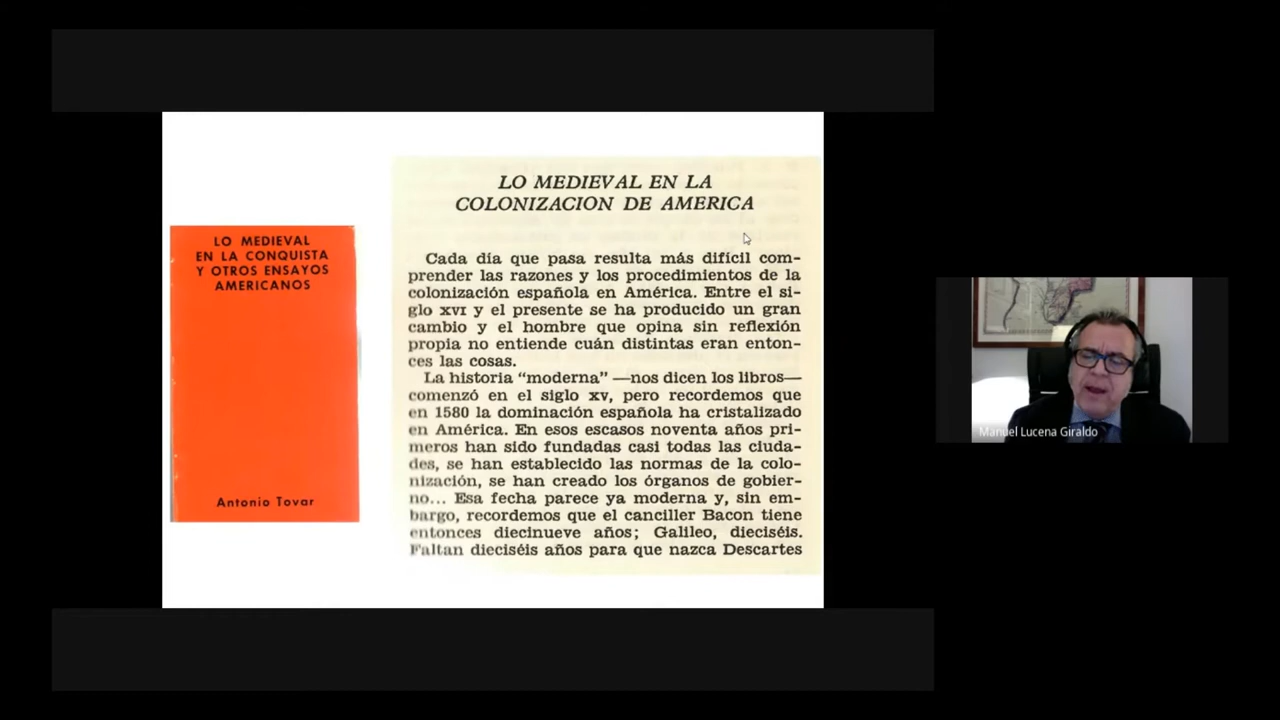 LO MEDIEVAL
EN LA CONQUISTA
Y OTROS ENSAYOS
AMERICANOS
Antonio Tovar
LO MEDIEVAL EN LA
COLONIZACION DE AMERICA
Cada día que pasa resulta más difícil com-
prender las razones y los procedimientos de la
colonización española en América. Entre el si-
glo XVI y el presente se ha producido un gran
cambio y el hombre que opina sin reflexión
propia no entiende cuán distintas eran enton-
ces las cosas.
La historia "moderna" —nos dicen los libros—
comenzó en el siglo XV, pero recordemos que
en 1580 la dominación española ha cristalizado
en América. En esos escasos noventa años pri-
meros han sido fundadas casi todas las ciuda-
des, se han establecido las normas de la colo-
nización, se han creado los órganos de gobier-
no... Esa fecha parece ya moderna y, sin em-
bargo, recordemos que el canciller Bacon tiene
entonces diecinueve años; Galileo, dieciséis.
Faltan dieciséis años para que nazca Descartes
Manuel Lucena Giraldo